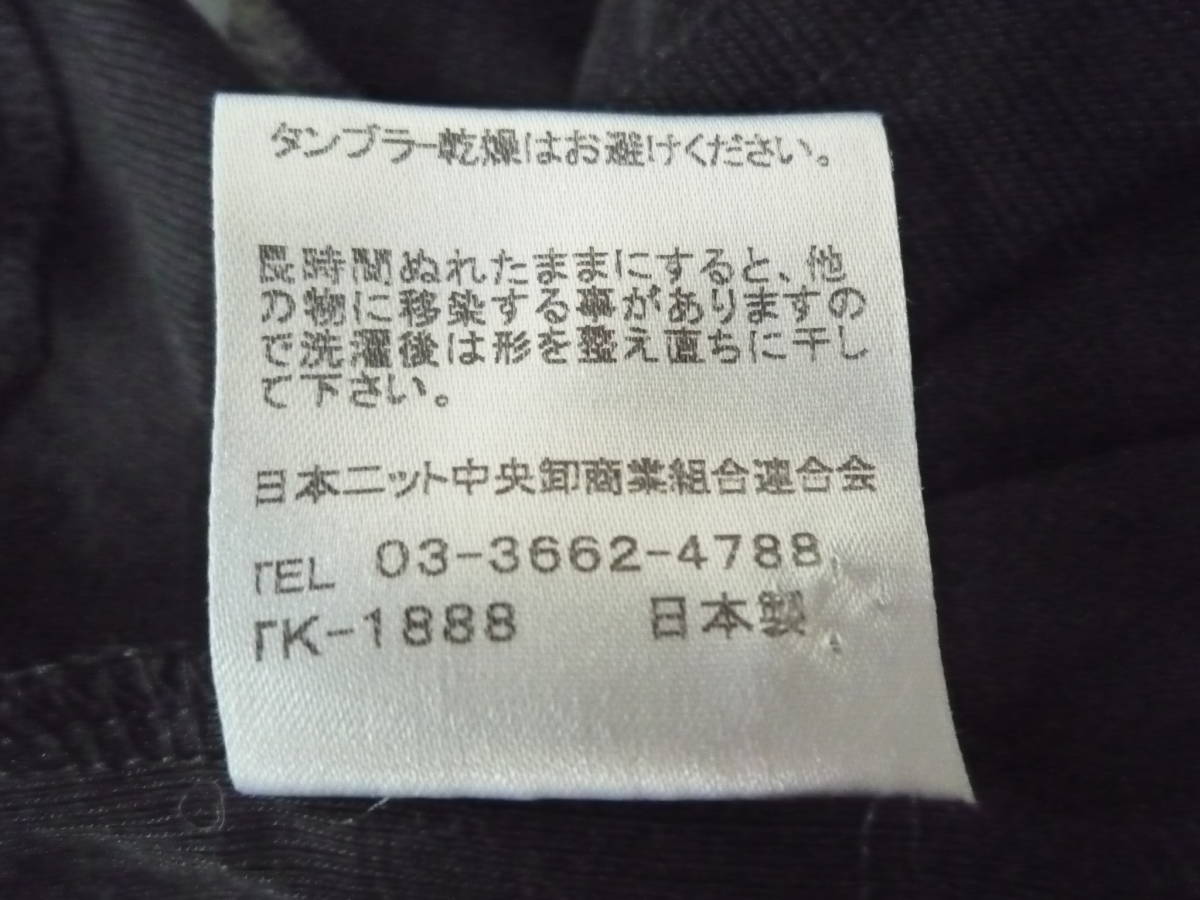 タンブラー乾燥はお避けください。
長時間ぬれたままにすると、他
の物に移染する事がありますの
で洗濯後は形を整え直ちに干し
て下さい。
日本ニット中央卸商業組合連合会
TEL 03-3662-4788
TK-1888 日本製